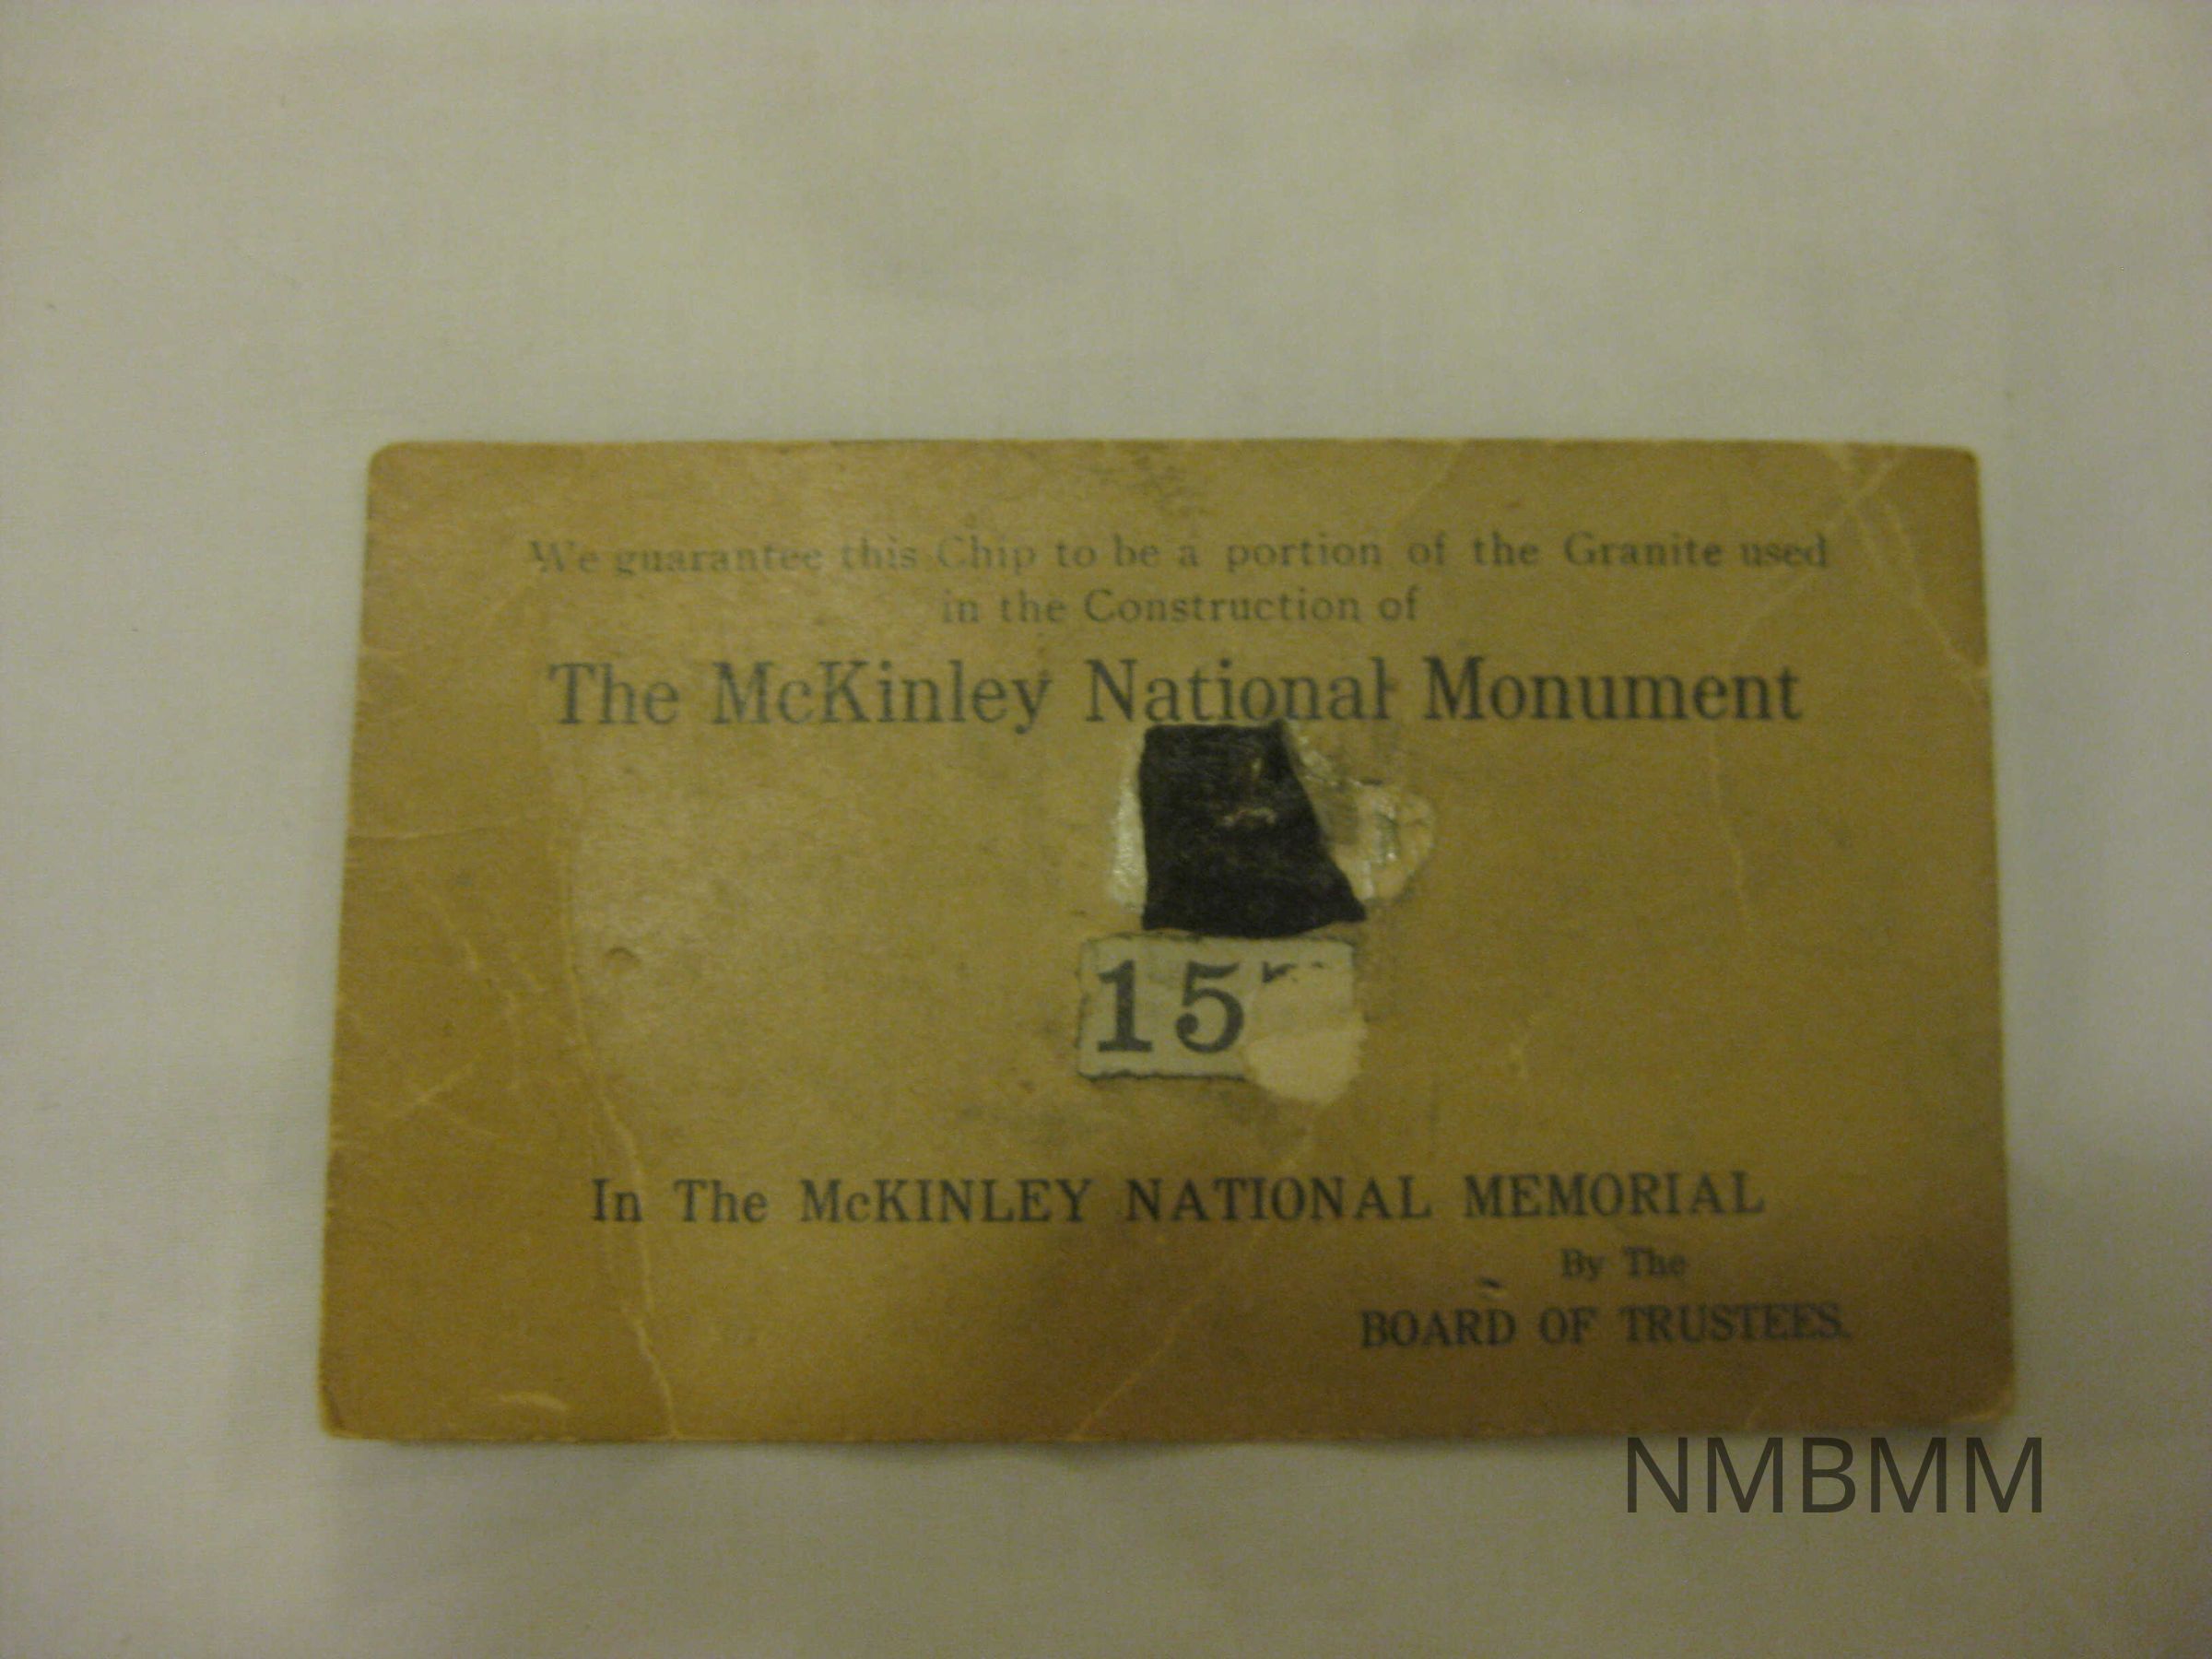 We guarantee this Chip to be a portion of the Granite used
in the Construction of
The McKinley National Monument
15
In The McKINLEY NATIONAL MEMORIAL
By The
BOARD OF TRUSTEES.
NMBMM